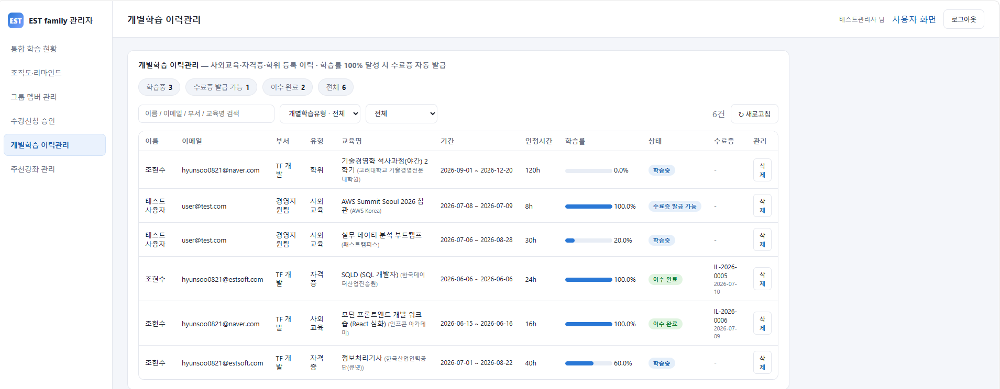 EST EST family 관리자
통합 학습 현황
조직도·리마인드
그룹 멤버 관리
수강신청 승인
개별학습 이력관리
추천강좌 관리
개별학습 이력관리
테스트관리자 님 사용자 화면 로그아웃
개별학습 이력관리 — 사외교육·자격증·학위 등록 이력 · 학습률 100% 달성 시 수료증 자동 발급
학습중 3 수료증 발급 가능 1 이수 완료 2 전체 6
이름 / 이메일 / 부서 / 교육명 검색 개별학습유형 · 전체 전체 6건 ↻ 새로고침
이름 이메일 부서 유형 교육명 기간 인정시간 학습률 상태 수료증 관리
조현수 hyunsoo0821@naver.com TF 개
발 학위 기술경영학 석사과정(야간) 2
학기 (고려대학교 기술경영전문
대학원) 2026-09-01 ~ 2026-12-20 120h 0.0% 학습중 - 삭
제
테스트
사용자 user@test.com 경영지
원팀 사외
교육 AWS Summit Seoul 2026 참
관 (AWS Korea) 2026-07-08 ~ 2026-07-09 8h 100.0% 수료증 발급 가능 - 삭
제
테스트
사용자 user@test.com 경영지
원팀 사외
교육 실무 데이터 분석 부트캠프
(패스트캠퍼스) 2026-07-06 ~ 2026-08-28 30h 20.0% 학습중 - 삭
제
조현수 hyunsoo0821@estsoft.com TF 개
발 자격
증 SQLD (SQL 개발자) (한국데이
터산업진흥원) 2026-06-06 ~ 2026-06-06 24h 100.0% 이수 완료 IL-2026-
0005
2026-07-
10 삭
제
조현수 hyunsoo0821@naver.com TF 개
발 사외
교육 모던 프론트엔드 개발 워크
숍 (React 심화) (인프콘 아카데
미) 2026-06-15 ~ 2026-06-16 16h 100.0% 이수 완료 IL-2026-
0006
2026-07-
09 삭
제
조현수 hyunsoo0821@estsoft.com TF 개
발 자격
증 정보처리기사 (한국산업인력공
단(큐넷)) 2026-07-01 ~ 2026-08-22 40h 60.0% 학습중 - 삭
제